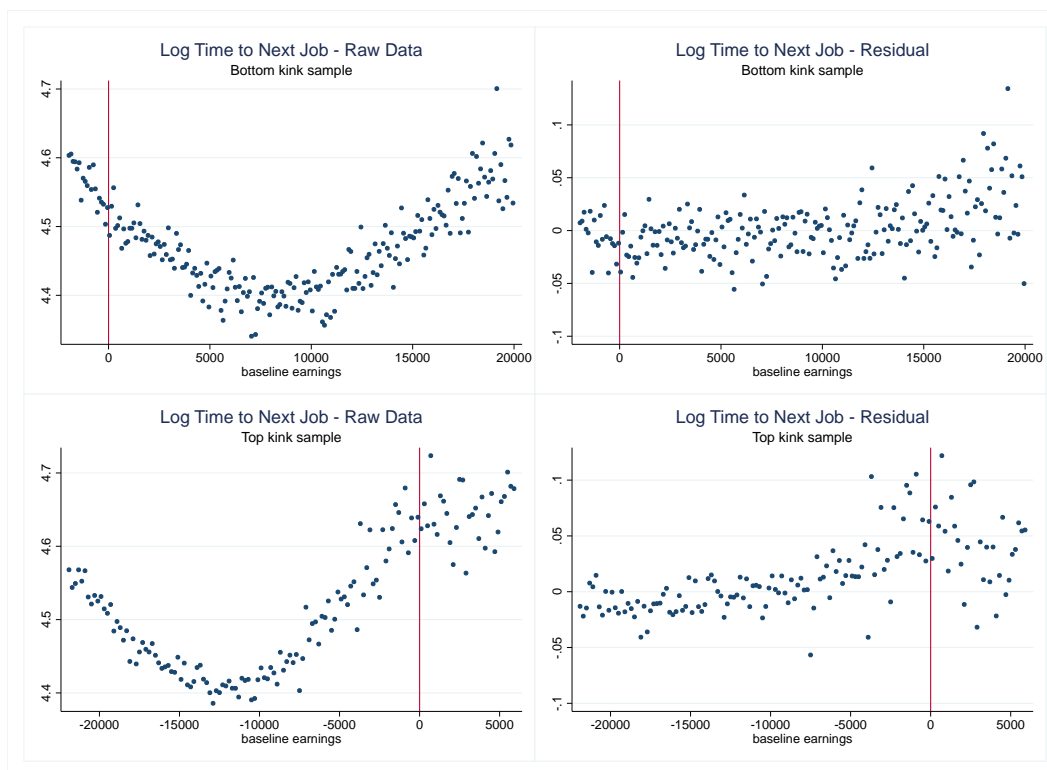 Log Time to Next Job - Raw Data
Bottom kink sample
4.7
4.6
4.5
4.4
0 5000 10000 15000 20000
baseline earnings
Log Time to Next Job - Residual
Bottom kink sample
.1
.05
0
-.05
-.1
0 5000 10000 15000 20000
baseline earnings
Log Time to Next Job - Raw Data
Top kink sample
4.7
4.6
4.5
4.4
-20000 -15000 -10000 -5000 0 5000
baseline earnings
Log Time to Next Job - Residual
Top kink sample
.1
.05
0
-.05
-.1
-20000 -15000 -10000 -5000 0 5000
baseline earnings